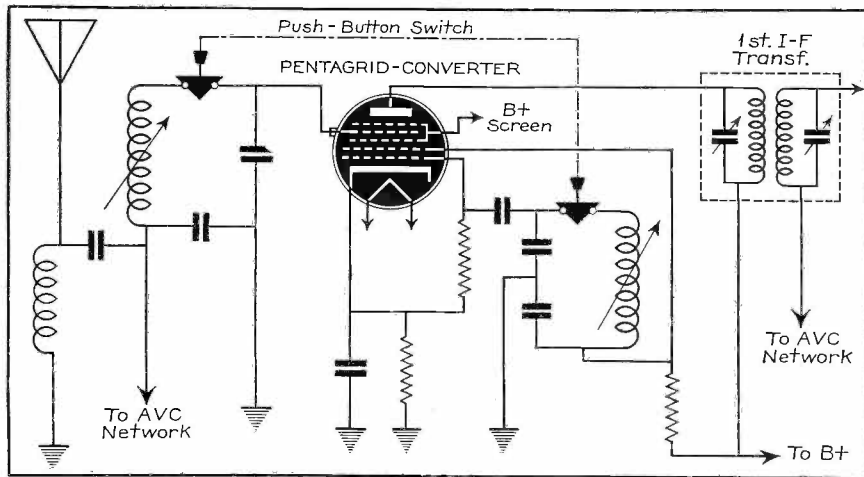 Push-Button Switch
1st. I-F
Transf.
PENTAGRID-CONVERTER
B+
Screen
To AVC
Network
To AVC
Network
To B+